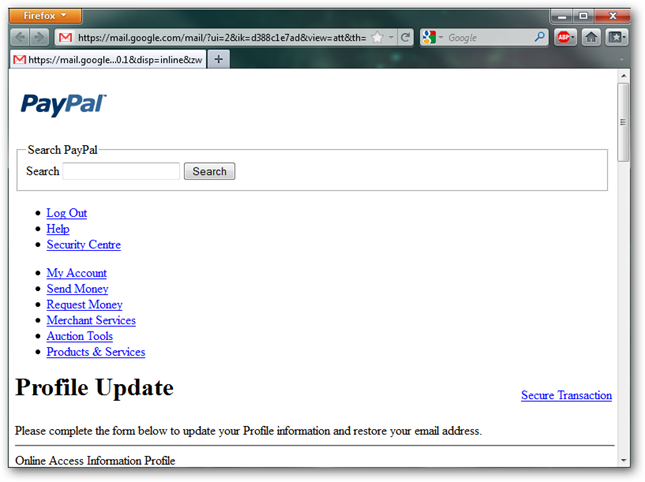 Firefox
https://mail.google.com/mail/?ui=2&ik=d388c1e7ad&view=att&th=
Google
ABP
https://mail.google...0.1&disp=inline&zw
PayPal
Search PayPal
Search
Search
Log Out
Help
Security Centre
My Account
Send Money
Request Money
Merchant Services
Auction Tools
Products & Services
Profile Update
Secure Transaction
Please complete the form below to update your Profile information and restore your email address.
Online Access Information Profile